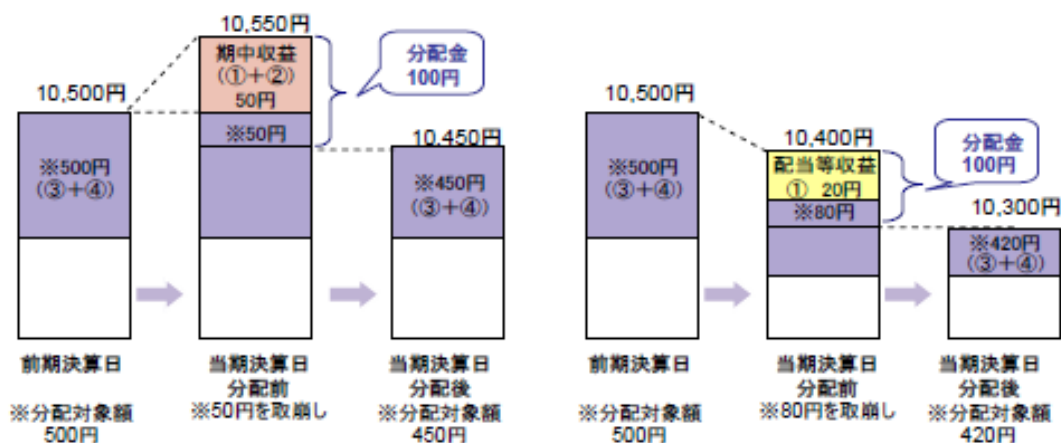 10,550円
期中収益
(①+②)
50円
分配金
100円
10,500円
※50円
10,450円
※500円
(③+④)
※450円
(③+④)
前期決算日
当期決算日
分配前
当期決算日
分配後
※分配対象額
500円
※50円を取崩し
※分配対象額
450円
10,500円
10,400円
分配金
100円
配当等収益
① 20円
※500円
(③+④)
※80円
10,300円
※420円
(③+④)
前期決算日
当期決算日
分配前
当期決算日
分配後
※分配対象額
500円
※80円を取崩し
※分配対象額
420円